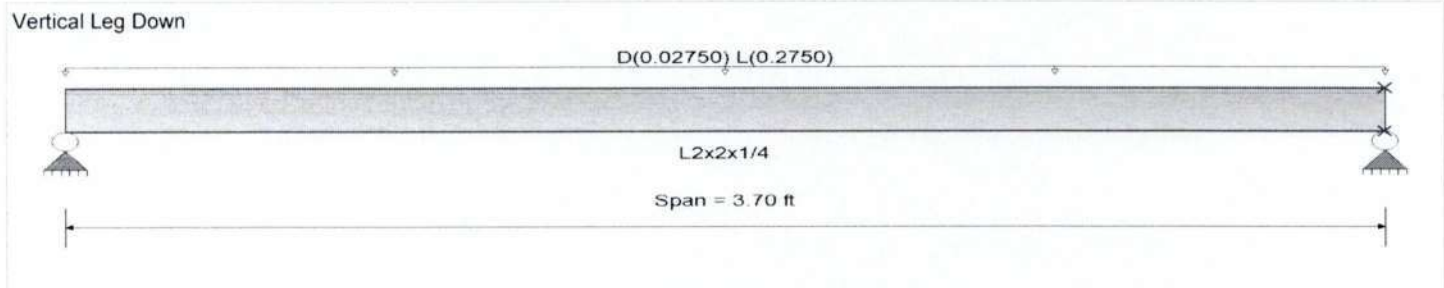 Vertical Leg Down
D(0.02750) L(0.2750)
L2x2x1/4
Span = 3.70 ft